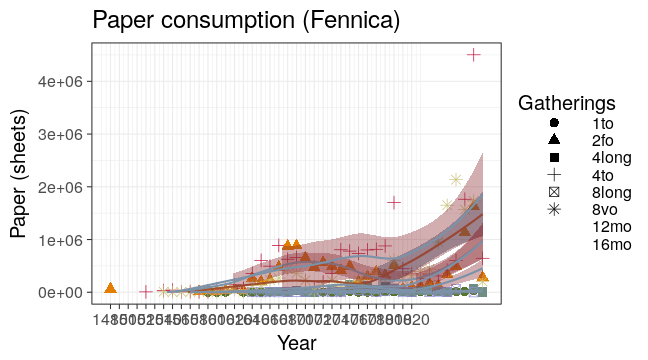 Paper consumption (Fennica)
Paper (sheets)
4e+06
3e+06
2e+06
1e+06
0e+00
Year
Gatherings
1to
2fo
4long
4to
8long
8vo
12mo
16mo